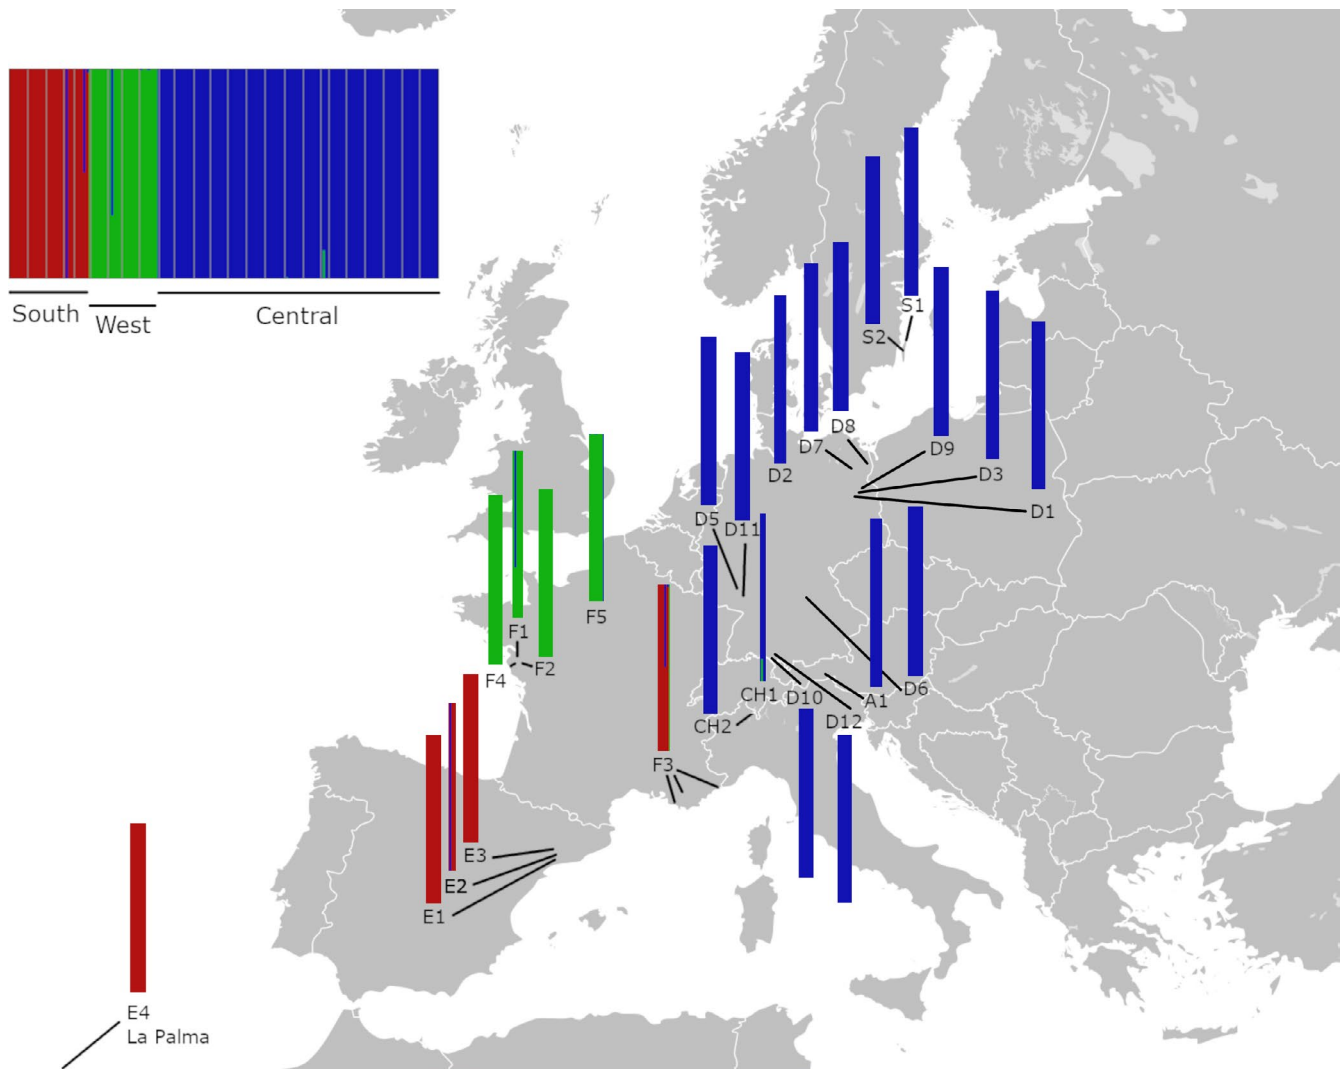 South
West
Central
S1
S2
D8
D7
D9
D2
D3
D5
D11
D1
F5
F1
F2
F4
CH1
D10
D6
A1
D12
CH2
F3
E3
E2
E1
E4
La Palma